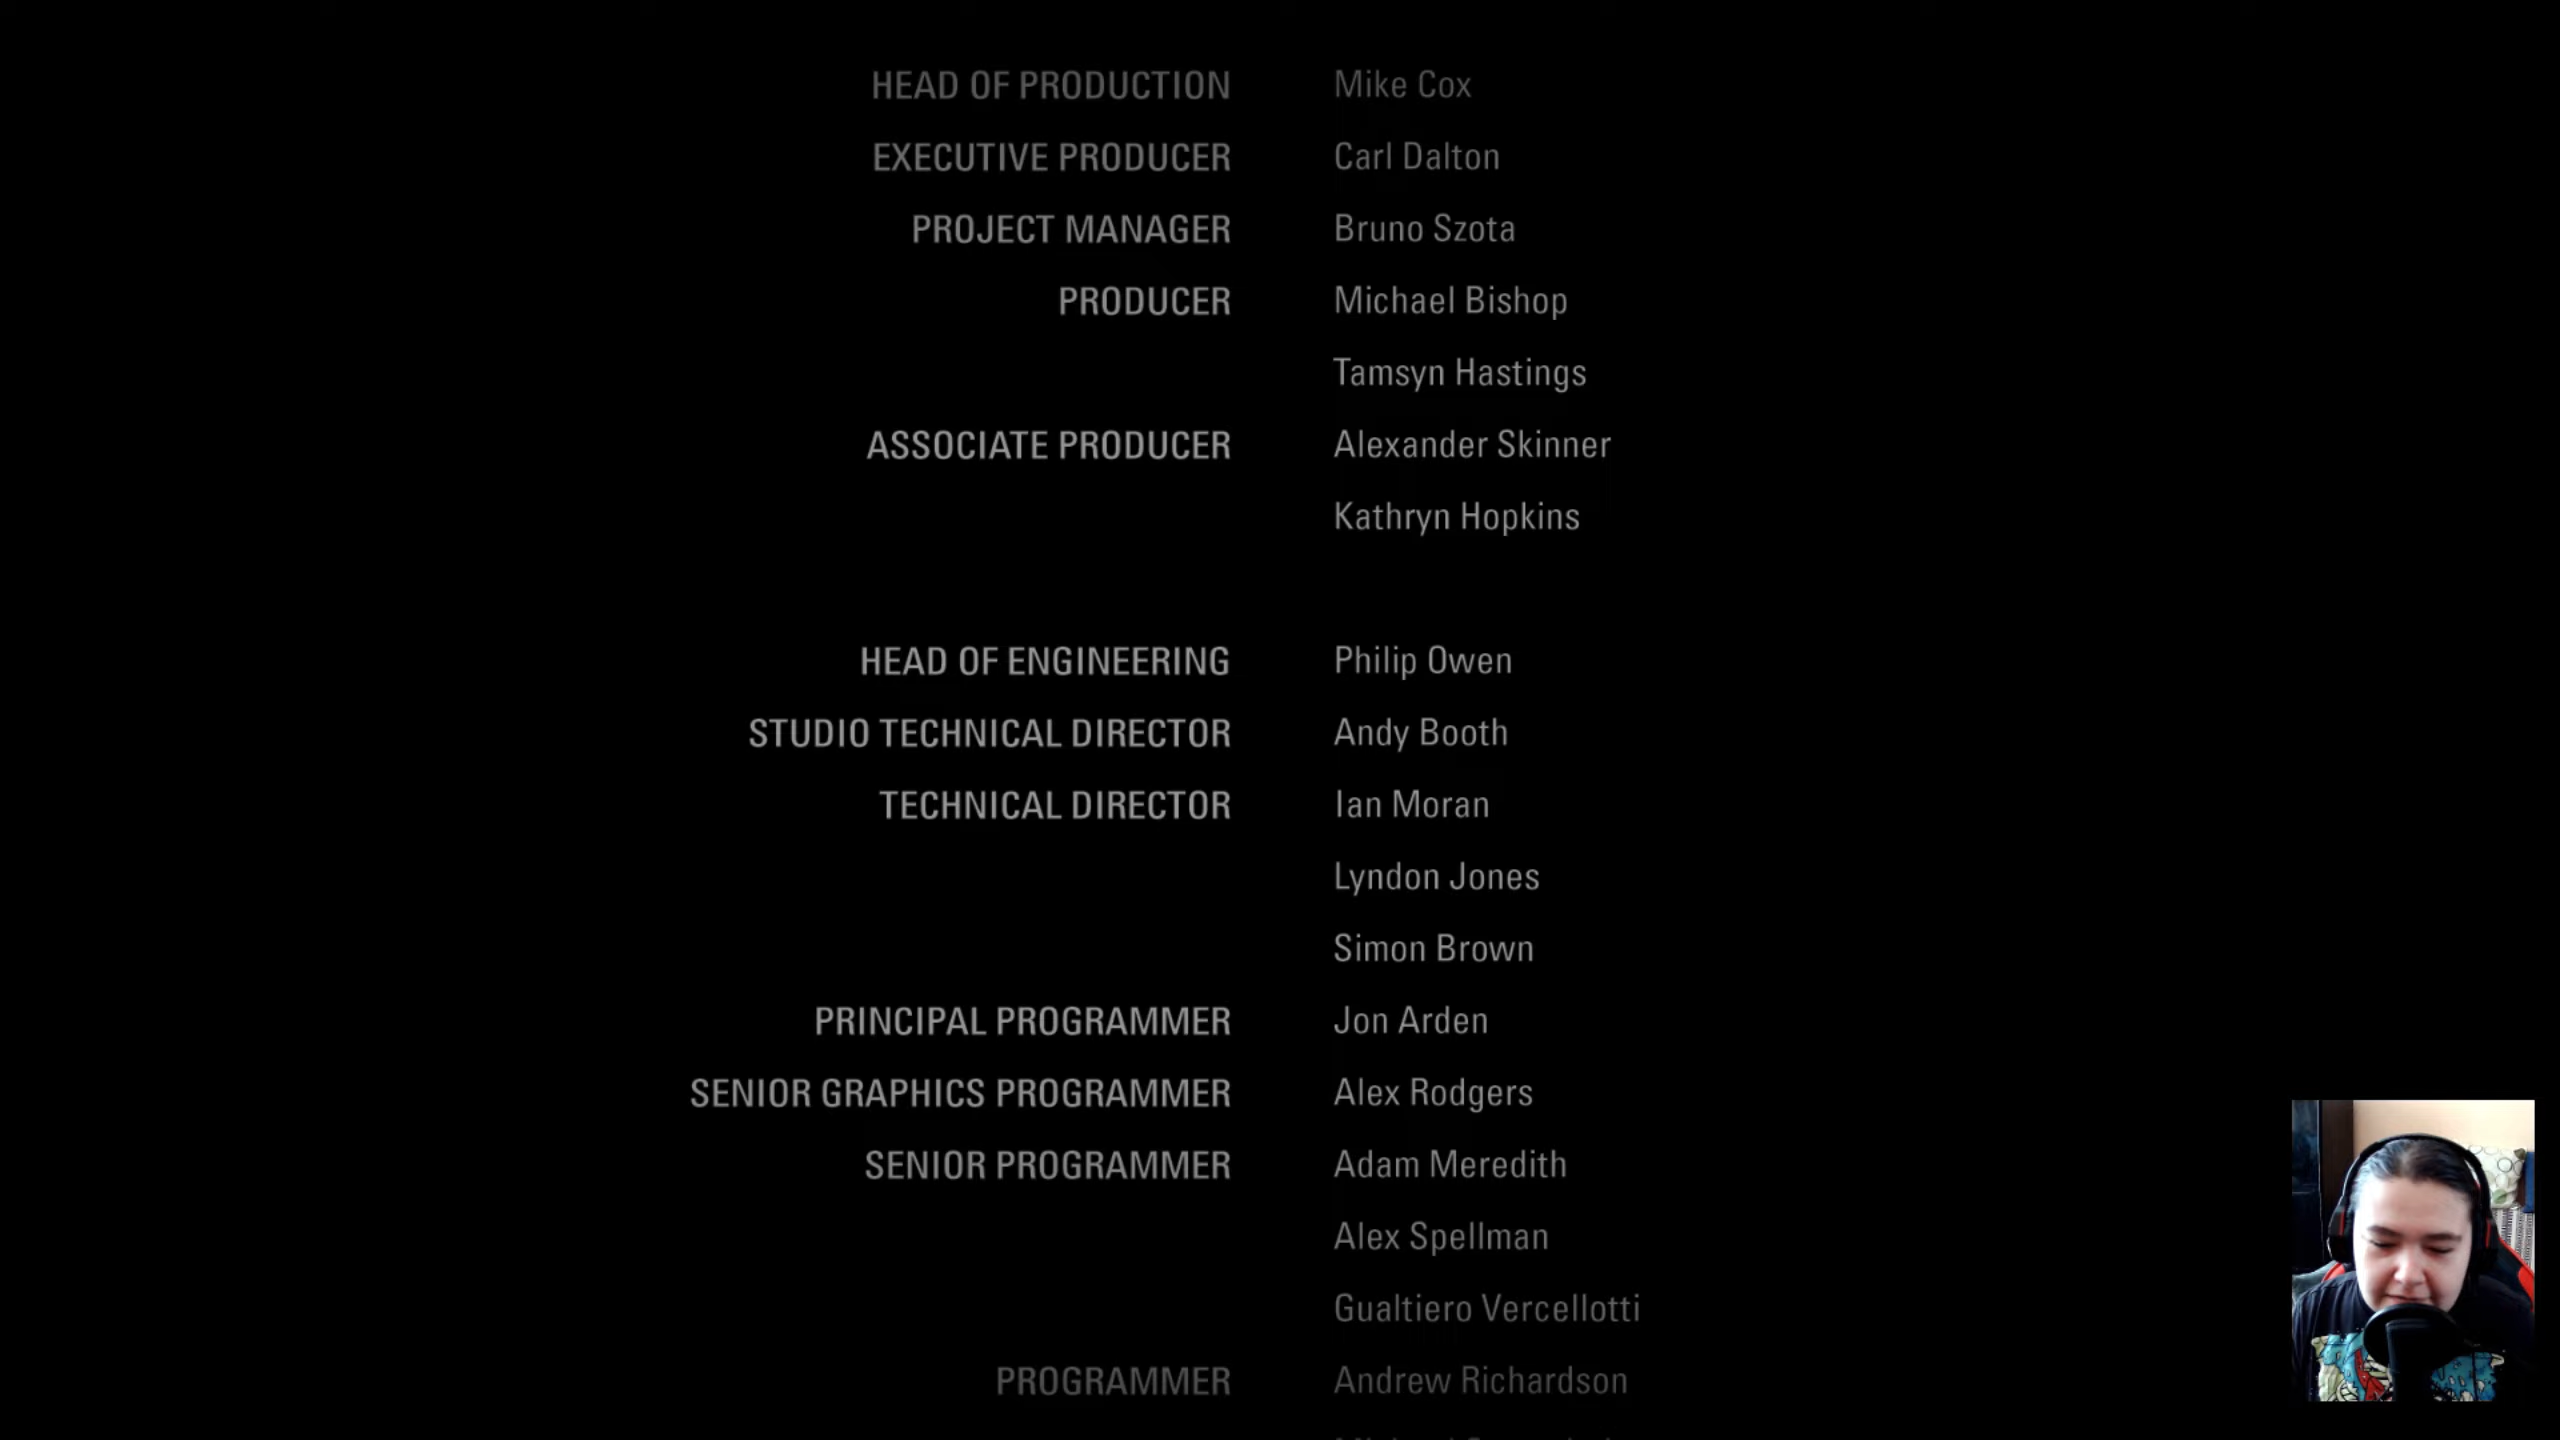 HEAD OF PRODUCTION Mike Cox
EXECUTIVE PRODUCER Carl Dalton
PROJECT MANAGER Bruno Szota
PRODUCER Michael Bishop
Tamsyn Hastings
ASSOCIATE PRODUCER Alexander Skinner
Kathryn Hopkins
HEAD OF ENGINEERING Philip Owen
STUDIO TECHNICAL DIRECTOR Andy Booth
TECHNICAL DIRECTOR Ian Moran
Lyndon Jones
Simon Brown
PRINCIPAL PROGRAMMER Jon Arden
SENIOR GRAPHICS PROGRAMMER Alex Rodgers
SENIOR PROGRAMMER Adam Meredith
Alex Spellman
Gualtiero Vercellotti
PROGRAMMER Andrew Richardson